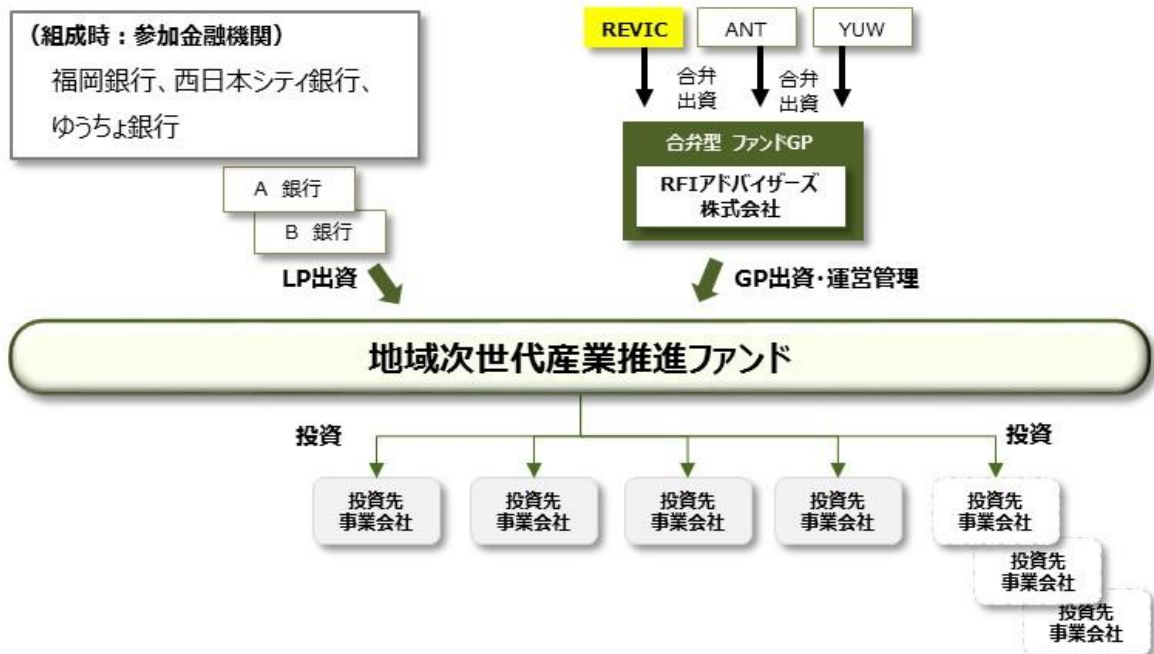 （組成時：参加金融機関）
福岡銀行、西日本シティ銀行、
ゆうちょ銀行
A 銀行
B 銀行
LP出資
REVIC
ANT
YUW
合弁
出資
合弁
出資
合弁型 ファンドGP
RFIアドバイザーズ
株式会社
GP出資・運営管理
地域次世代産業推進ファンド
投資
投資
投資先
事業会社
投資先
事業会社
投資先
事業会社
投資先
事業会社
投資先
事業会社
投資先
事業会社
投資先
事業会社